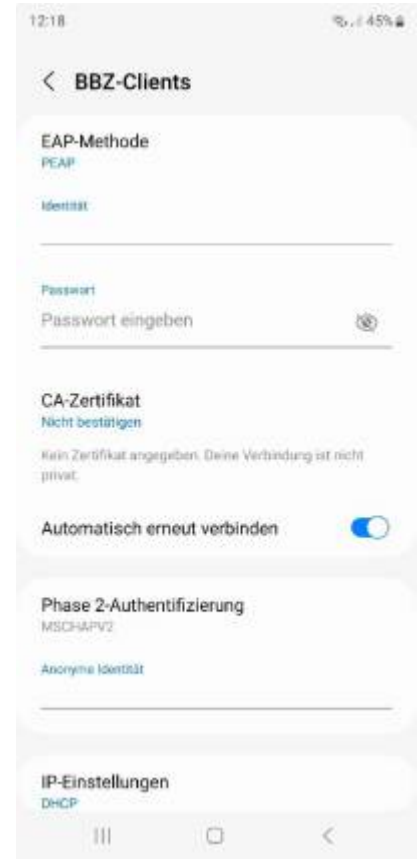 12:18 45%
BBZ-Clients
EAP-Methode
PEAP
Identität
Passwort
Passwort eingeben
CA-Zertifikat
Nicht bestätigen
Kein Zertifikat angegeben. Deine Verbindung ist nicht
privat.
Automatisch erneut verbinden
Phase 2-Authentifizierung
MSCHAPV2
Anonyme Identität
IP-Einstellungen
DHCP